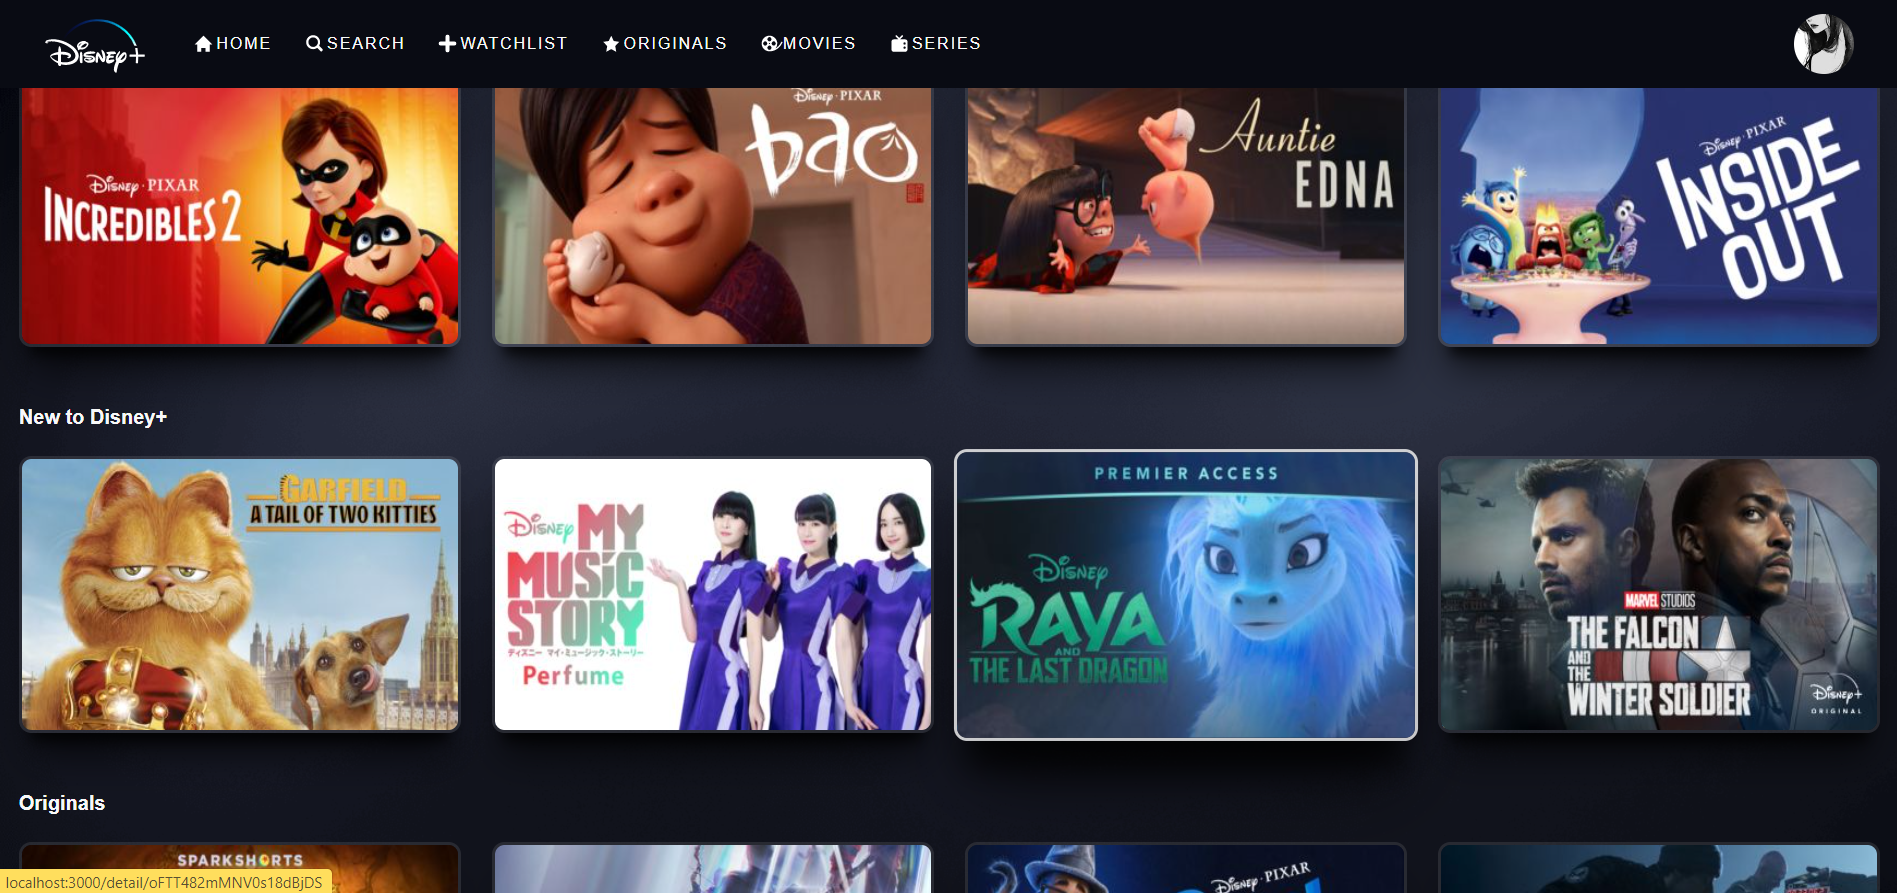 Disney+
HOME
SEARCH
WATCHLIST
ORIGINALS
MOVIES
SERIES
Disney · PIXAR
INCREDIBLES 2
Disney · PIXAR
bao
Auntie
EDNA
Disney · PIXAR
INSIDE
OUT
New to Disney+
GARFIELD
A TAIL OF TWO KITTIES
Disney MY
MUSIC
STORY
ディズニー マイ・ミュージック・ストーリー
Perfume
PREMIER ACCESS
Disney
RAYA
AND
THE LAST DRAGON
MARVEL STUDIOS
THE FALCON
AND
THE
WINTER SOLDIER
Disney+
ORIGINAL
Originals
SPARKSHORTS
Disney · PIXAR
localhost:3000/detail/oFTT482mMNV0s18dBjDS